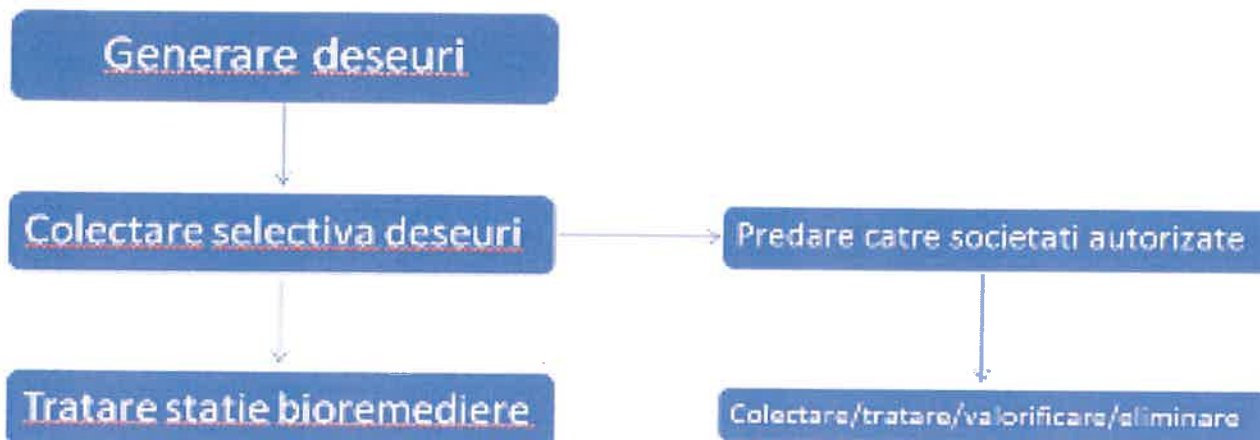 Generare deseuri
Colectare selectiva deseuri
Predare catre societati autorizate
Tratare statie bioremediere
Colectare/tratare/valorificare/eliminare